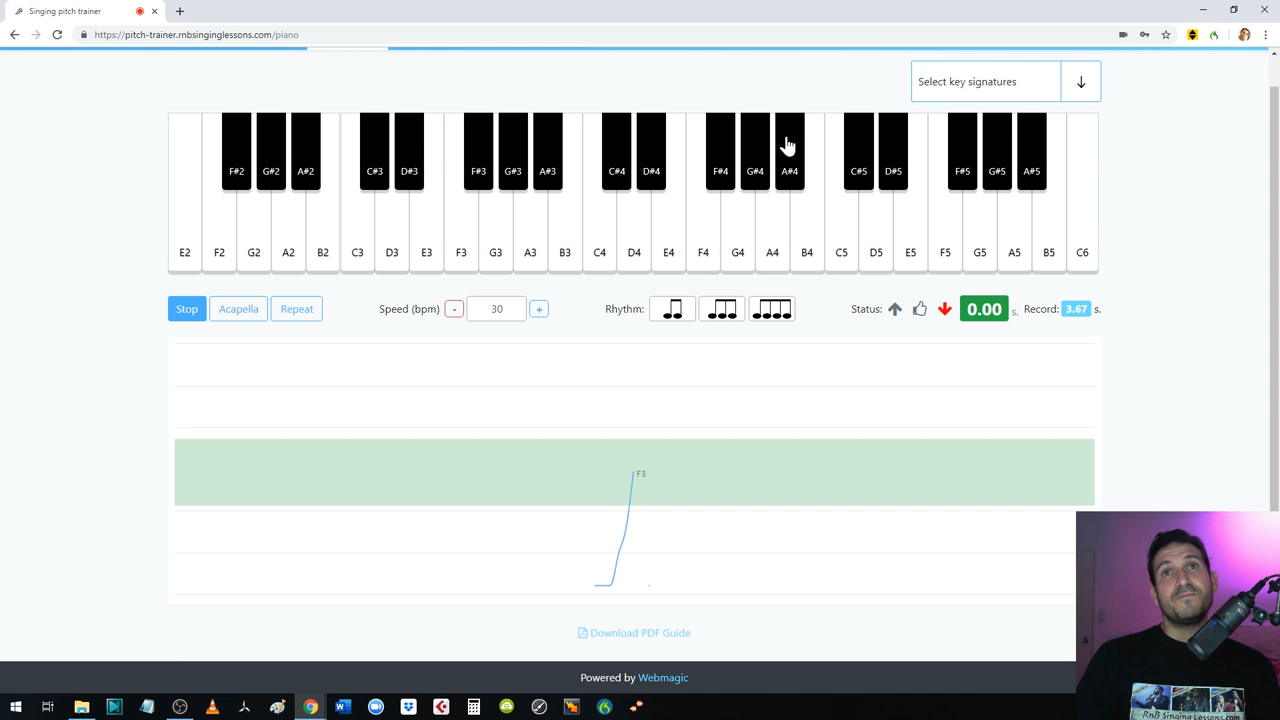 Singing pitch trainer
https://pitch-trainer.rnbsinginglessons.com/piano
Select key signatures
F#2 G#2 A#2 C#3 D#3 F#3 G#3 A#3 C#4 D#4 F#4 G#4 A#4 C#5 D#5 F#5 G#5 A#5
E2 F2 G2 A2 B2 C3 D3 E3 F3 G3 A3 B3 C4 D4 E4 F4 G4 A4 B4 C5 D5 E5 F5 G5 A5 B5 C6
Stop Acapella Repeat Speed (bpm) - 30 + Rhythm: Status: 0.00 s. Record: 3.67 s.
F3
Download PDF Guide
Powered by Webmagic
RnB Singing Lessons.com